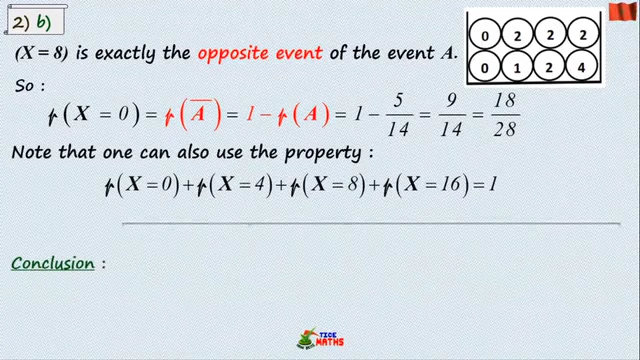 2) b)
(X = 8) is exactly the opposite event of the event A.
0 2 2 2
0 1 2 4
So :
p(X = 0) = p(A̅) = 1 − p(A) = 1 − 5/14 = 9/14 = 18/28
Note that one can also use the property :
p(X = 0) + p(X = 4) + p(X = 8) + p(X = 16) = 1
Conclusion :
TICE
MATHS